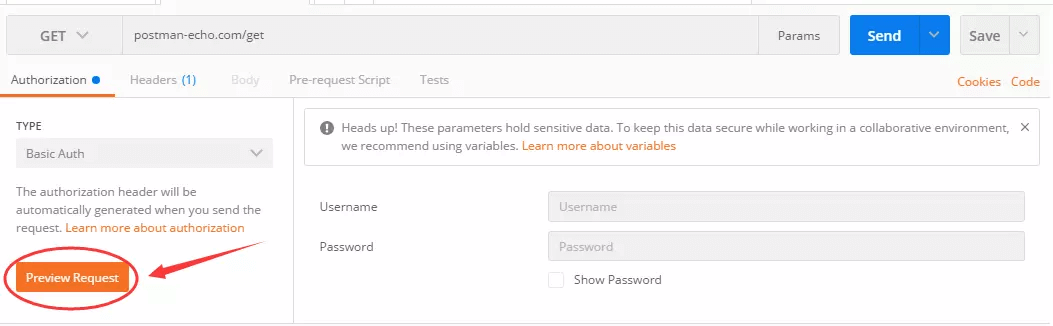 GET
postman-echo.com/get
Params
Send
Save
Authorization
Headers (1)
Body
Pre-request Script
Tests
Cookies
Code
TYPE
Basic Auth
The authorization header will be
automatically generated when you send the
request. Learn more about authorization
Preview Request
Heads up! These parameters hold sensitive data. To keep this data secure while working in a collaborative environment,
we recommend using variables. Learn more about variables
Username
Username
Password
Password
Show Password